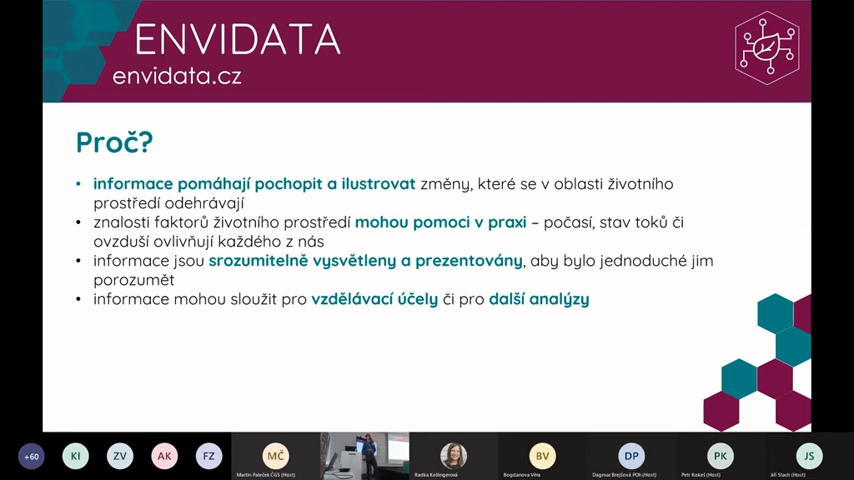 ENVIDATA
envidata.cz
Proč?
• informace pomáhají pochopit a ilustrovat změny, které se v oblasti životního
prostředí odehrávají
• znalosti faktorů životního prostředí mohou pomoci v praxi – počasí, stav toků či
ovzduší ovlivňují každého z nás
• informace jsou srozumitelně vysvětleny a prezentovány, aby bylo jednoduché jim
porozumět
• informace mohou sloužit pro vzdělávací účely či pro další analýzy
+60 KI ZV AK FZ MČ BV DP PK JS
Martin Paleček ČGS (Host) Radka Kollingerová Bogdanova Věra Dagmar Brejšová POh (Host) Petr Kokeš (Host) Jiří Stach (Host)